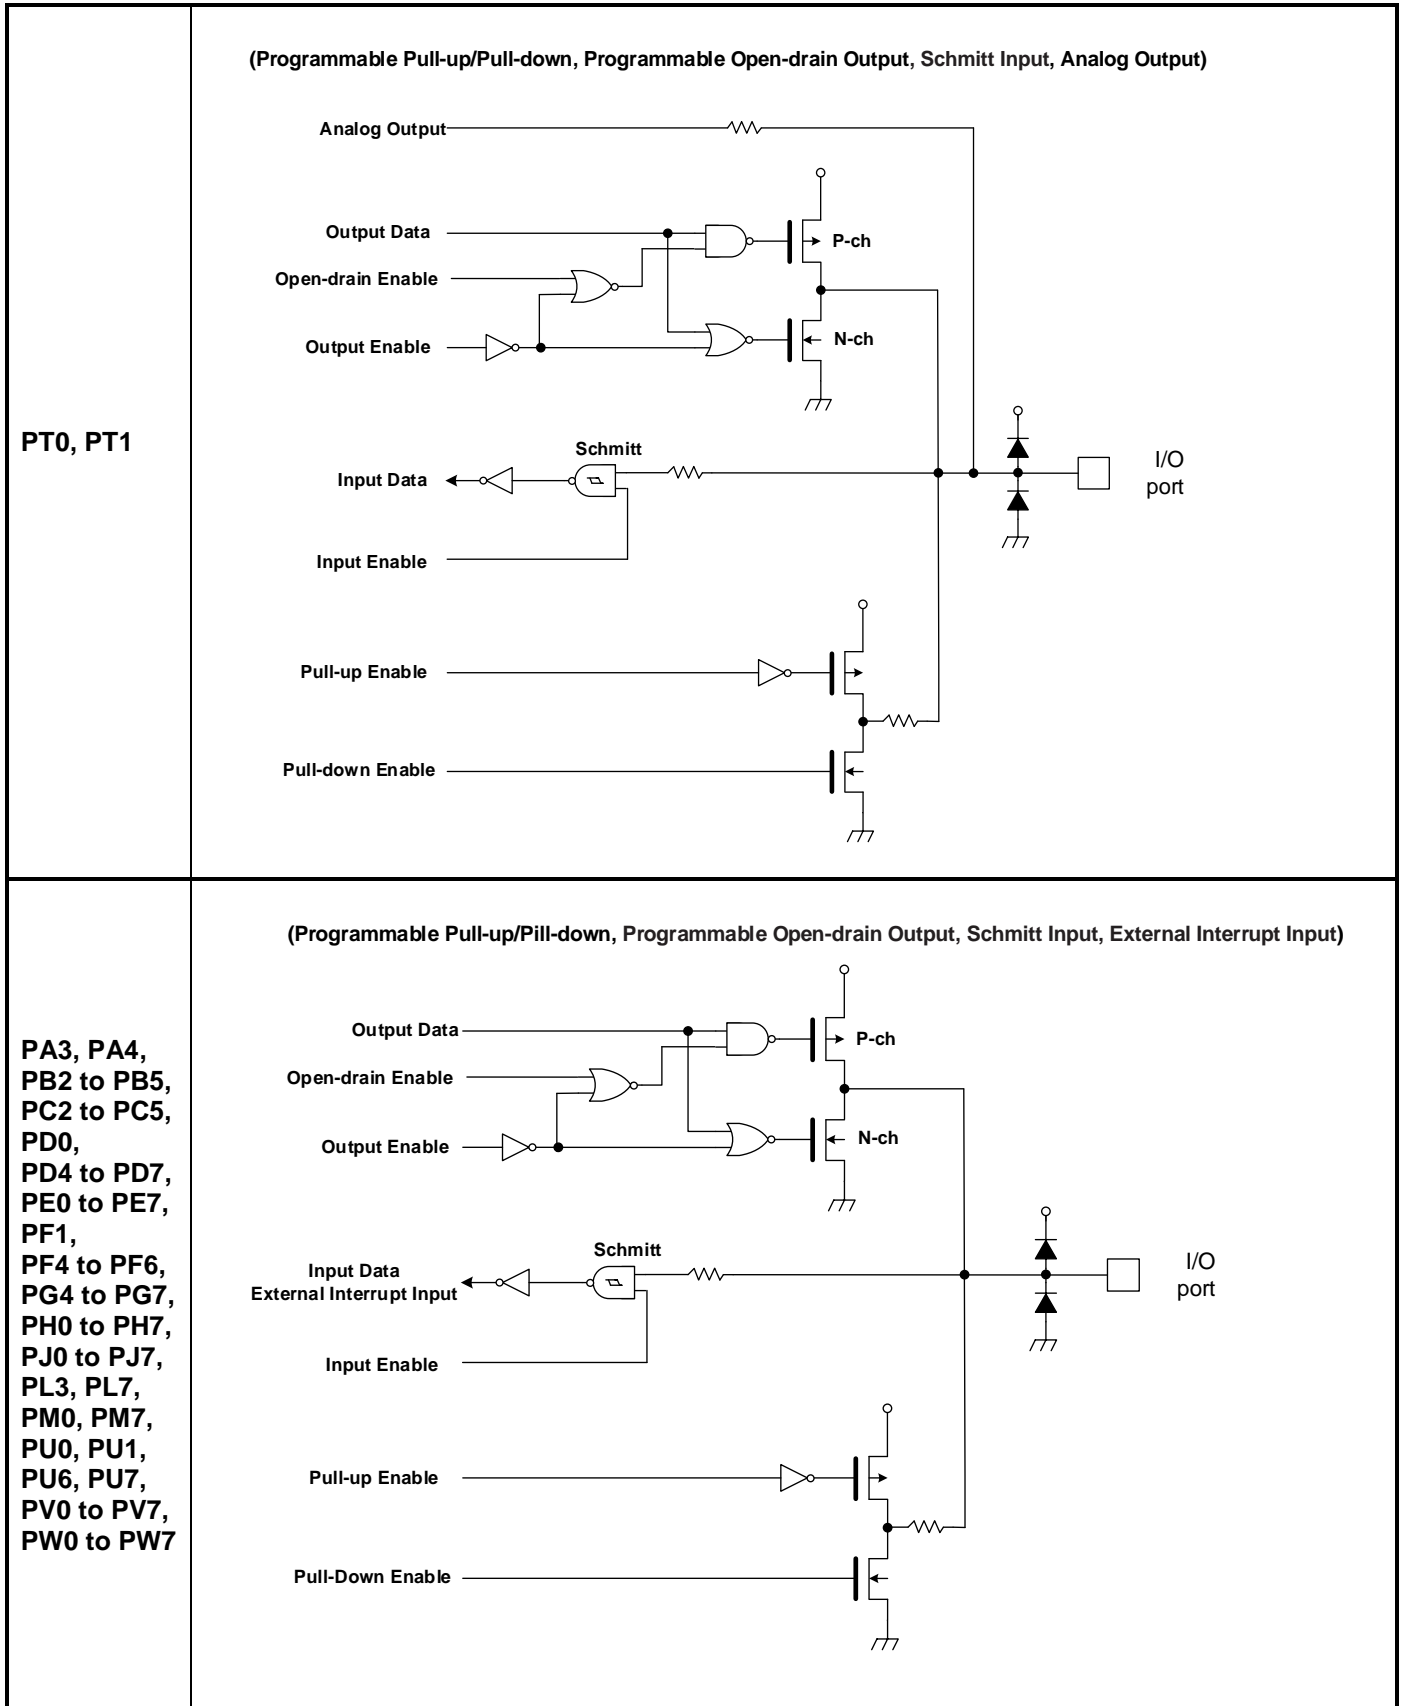 (Programmable Pull-up/Pull-down, Programmable Open-drain Output, Schmitt Input, Analog Output)
Analog Output
Output Data
P-ch
Open-drain Enable
Output Enable
N-ch
PT0, PT1
Schmitt
Input Data
I/O
port
Input Enable
Pull-up Enable
Pull-down Enable
(Programmable Pull-up/Pill-down, Programmable Open-drain Output, Schmitt Input, External Interrupt Input)
Output Data
P-ch
Open-drain Enable
Output Enable
N-ch
PA3, PA4,
PB2 to PB5,
PC2 to PC5,
PD0,
PD4 to PD7,
PE0 to PE7,
PF1,
PF4 to PF6,
PG4 to PG7,
PH0 to PH7,
PJ0 to PJ7,
PL3, PL7,
PM0, PM7,
PU0, PU1,
PU6, PU7,
PV0 to PV7,
PW0 to PW7
Schmitt
Input Data
External Interrupt Input
I/O
port
Input Enable
Pull-up Enable
Pull-Down Enable